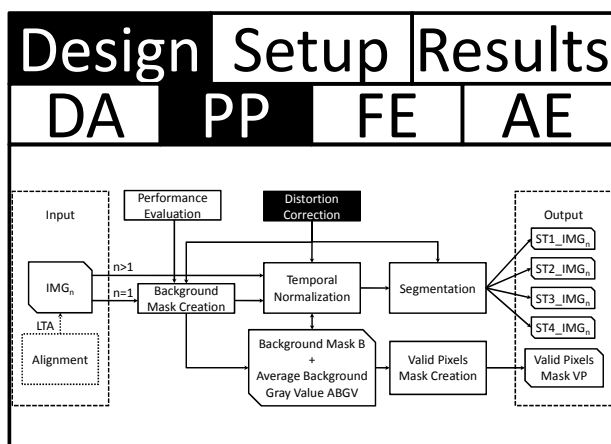 Design Setup Results
DA PP FE AE
Input
Performance
Evaluation
Distortion
Correction
Output
IMGn
n>1
n=1
LTA
Alignment
Background
Mask Creation
Temporal
Normalization
Segmentation
ST1_IMGn
ST2_IMGn
ST3_IMGn
ST4_IMGn
Background Mask B
+
Average Background
Gray Value ABGV
Valid Pixels
Mask Creation
Valid Pixels
Mask VP